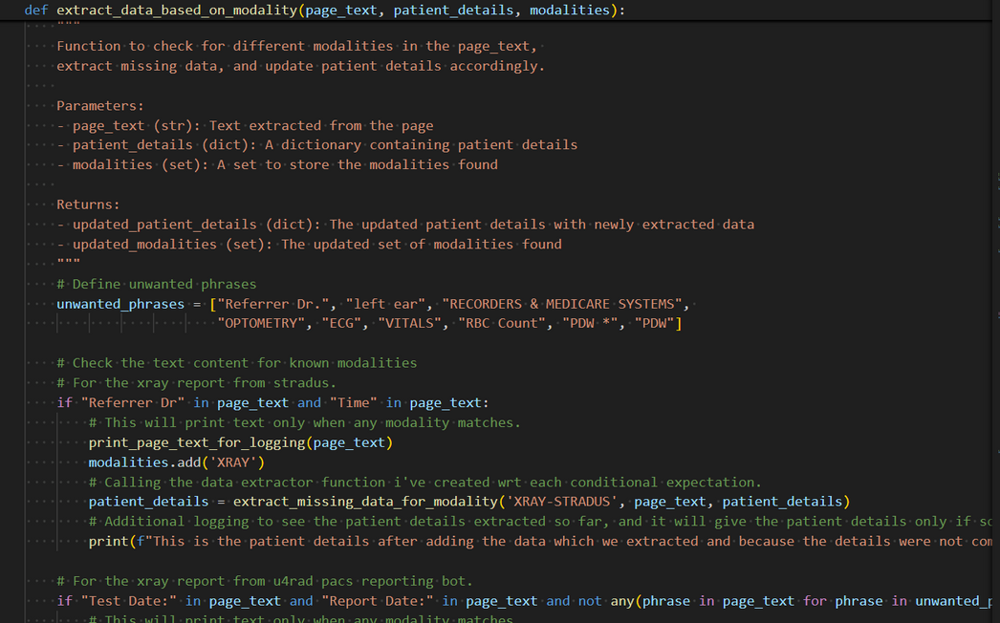 def extract_data_based_on_modality(page_text, patient_details, modalities):
"""
Function to check for different modalities in the page_text,
extract missing data, and update patient details accordingly.
Parameters:
- page_text (str): Text extracted from the page
- patient_details (dict): A dictionary containing patient details
- modalities (set): A set to store the modalities found
Returns:
- updated_patient_details (dict): The updated patient details with newly extracted data
- updated_modalities (set): The updated set of modalities found
"""
# Define unwanted phrases
unwanted_phrases = ["Referrer Dr.", "left ear", "RECORDERS & MEDICARE SYSTEMS",
"OPTOMETRY", "ECG", "VITALS", "RBC Count", "PDW *", "PDW"]
# Check the text content for known modalities
# For the xray report from stradus.
if "Referrer Dr" in page_text and "Time" in page_text:
# This will print text only when any modality matches.
print_page_text_for_logging(page_text)
modalities.add('XRAY')
# Calling the data extractor function i've created wrt each conditional expectation.
patient_details = extract_missing_data_for_modality('XRAY-STRADUS', page_text, patient_details)
# Additional logging to see the patient details extracted so far, and it will give the patient details only if so
print(f"This is the patient details after adding the data which we extracted and because the details were not com
# For the xray report from u4rad pacs reporting bot.
if "Test Date:" in page_text and "Report Date:" in page_text and not any(phrase in page_text for phrase in unwanted_p
# This will print text only when any modality matches.